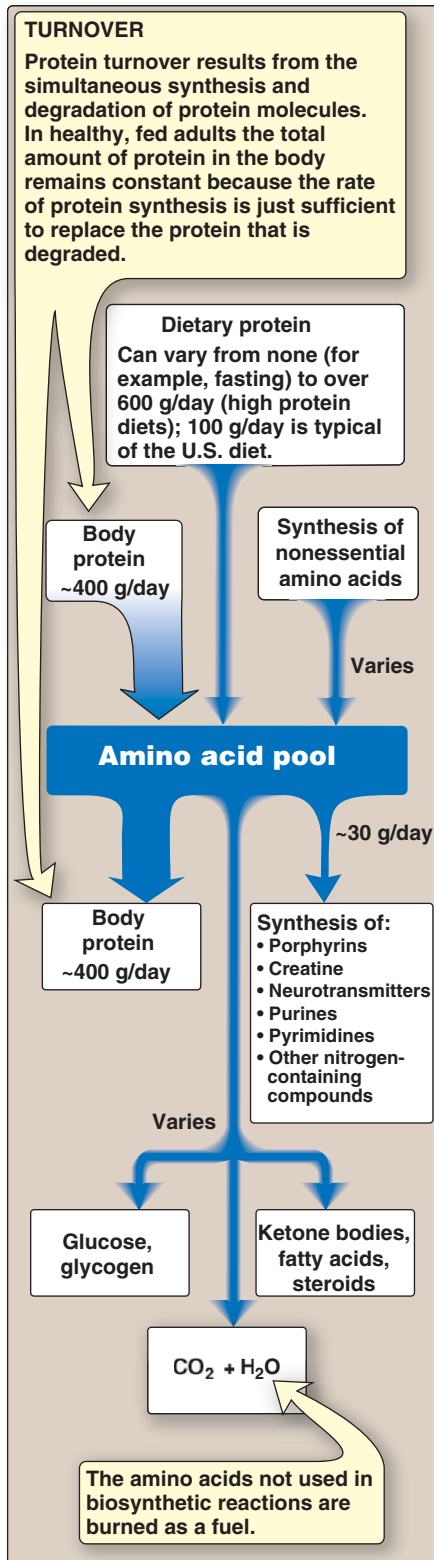 TURNOVER
Protein turnover results from the
simultaneous synthesis and
degradation of protein molecules.
In healthy, fed adults the total
amount of protein in the body
remains constant because the rate
of protein synthesis is just sufficient
to replace the protein that is
degraded.
Dietary protein
Can vary from none (for
example, fasting) to over
600 g/day (high protein
diets); 100 g/day is typical
of the U.S. diet.
Body
protein
~400 g/day
Synthesis of
nonessential
amino acids
Varies
Amino acid pool
~30 g/day
Body
protein
~400 g/day
Synthesis of:
• Porphyrins
• Creatine
• Neurotransmitters
• Purines
• Pyrimidines
• Other nitrogen-
containing
compounds
Varies
Glucose,
glycogen
Ketone bodies,
fatty acids,
steroids
CO₂ + H₂O
The amino acids not used in
biosynthetic reactions are
burned as a fuel.